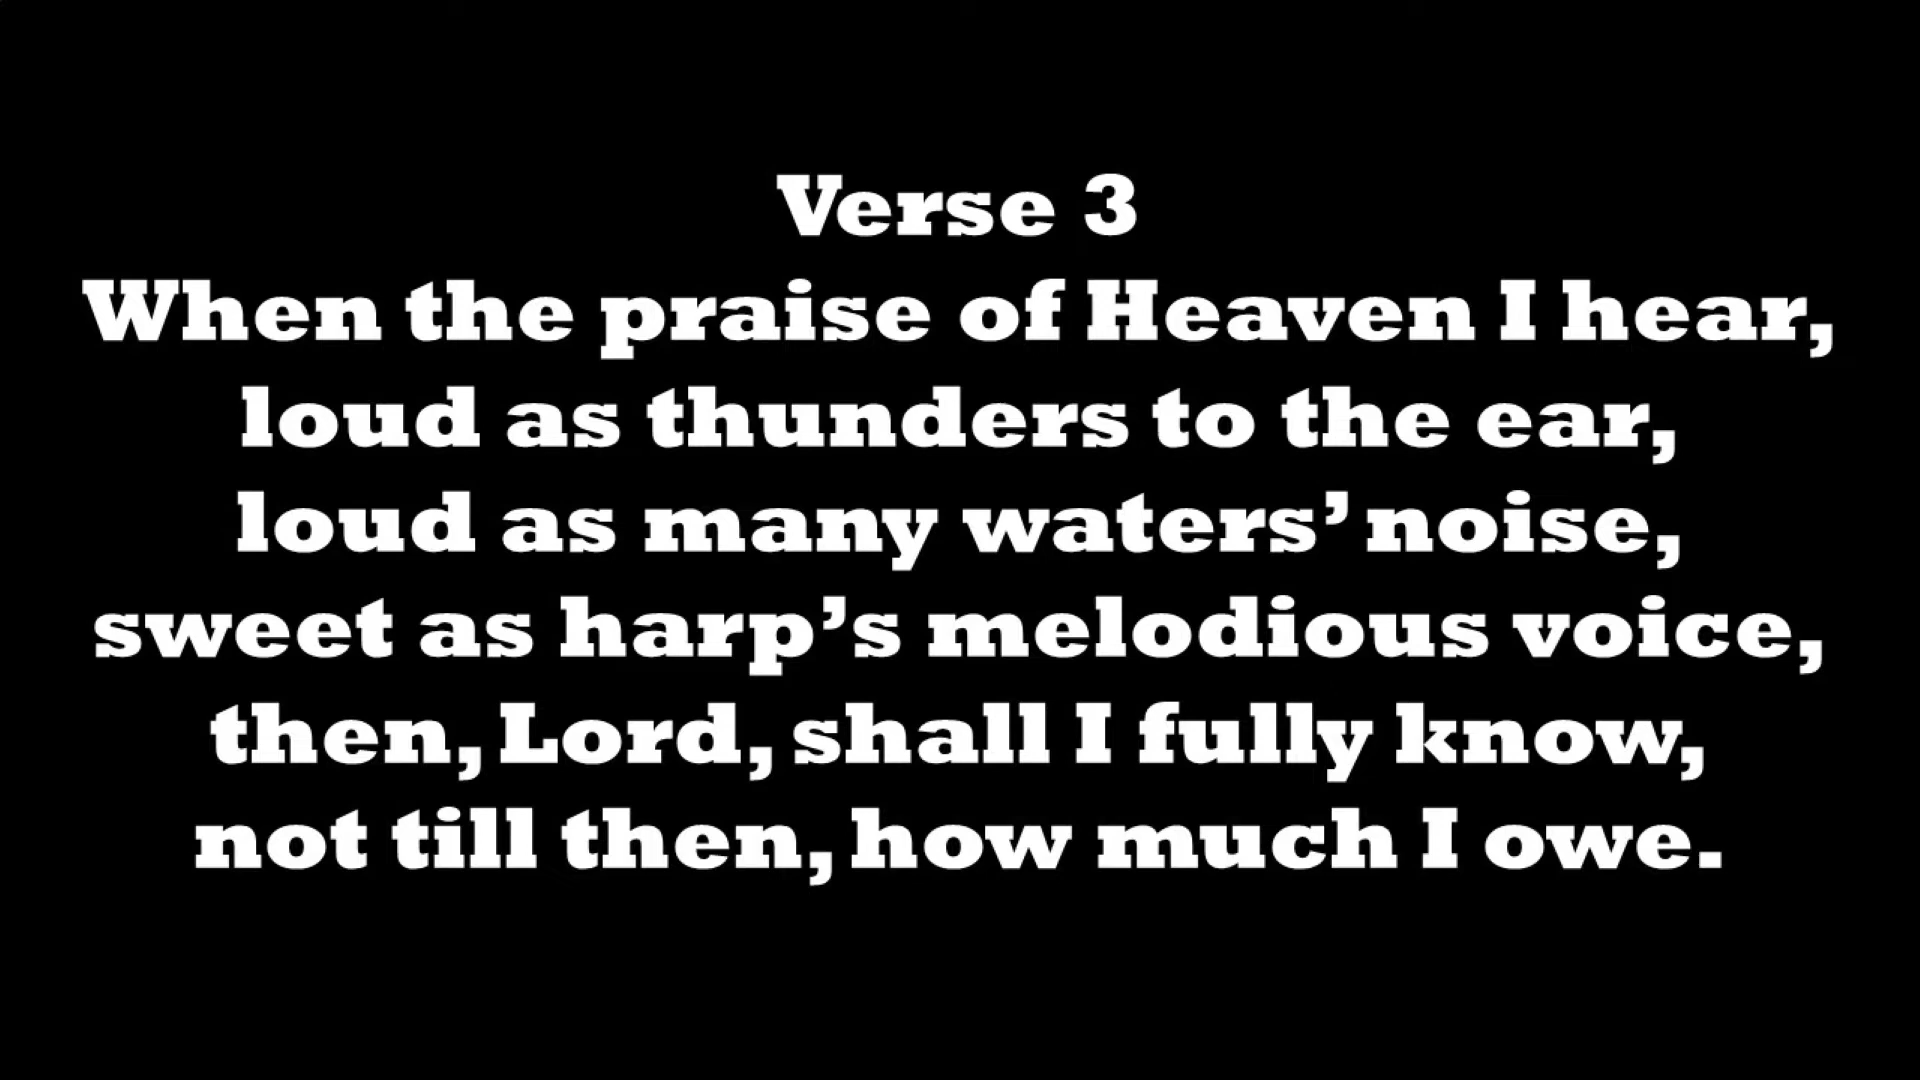 Verse 3
When the praise of Heaven I hear,
loud as thunders to the ear,
loud as many waters’ noise,
sweet as harp’s melodious voice,
then, Lord, shall I fully know,
not till then, how much I owe.